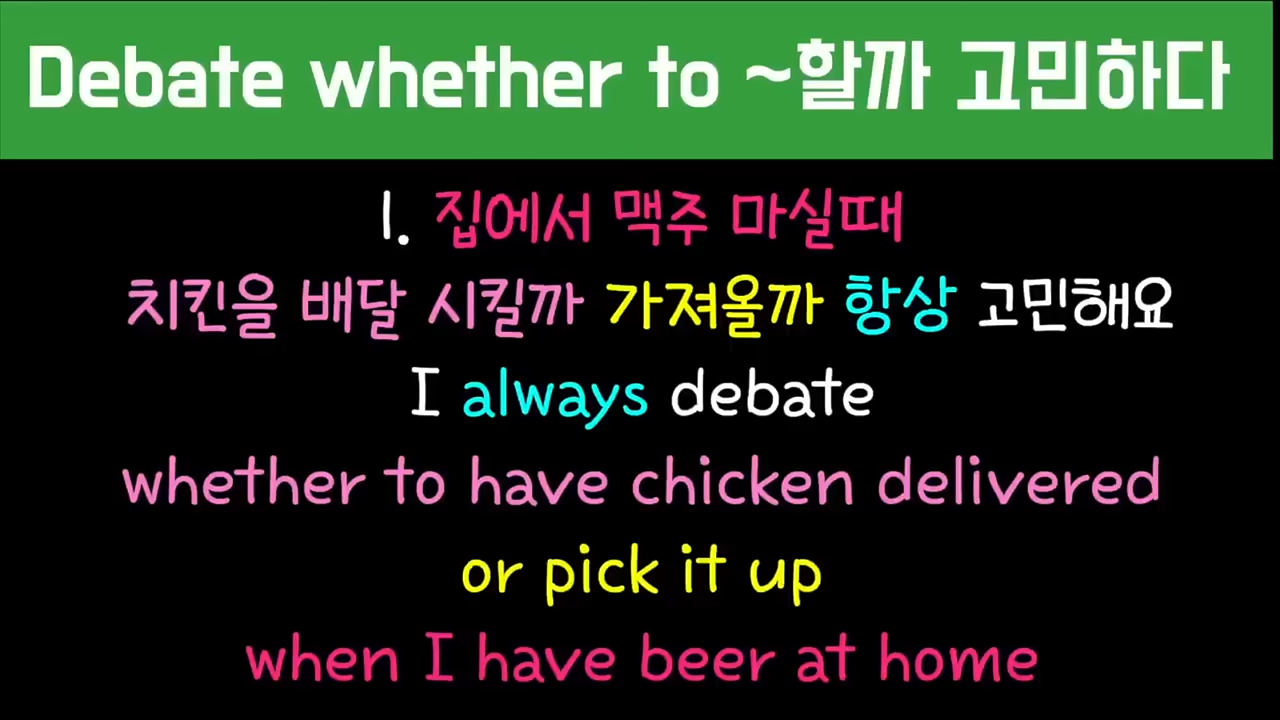 Debate whether to ~할까 고민하다
1. 집에서 맥주 마실때
치킨을 배달 시킬까 가져올까 항상 고민해요
I always debate
whether to have chicken delivered
or pick it up
when I have beer at home